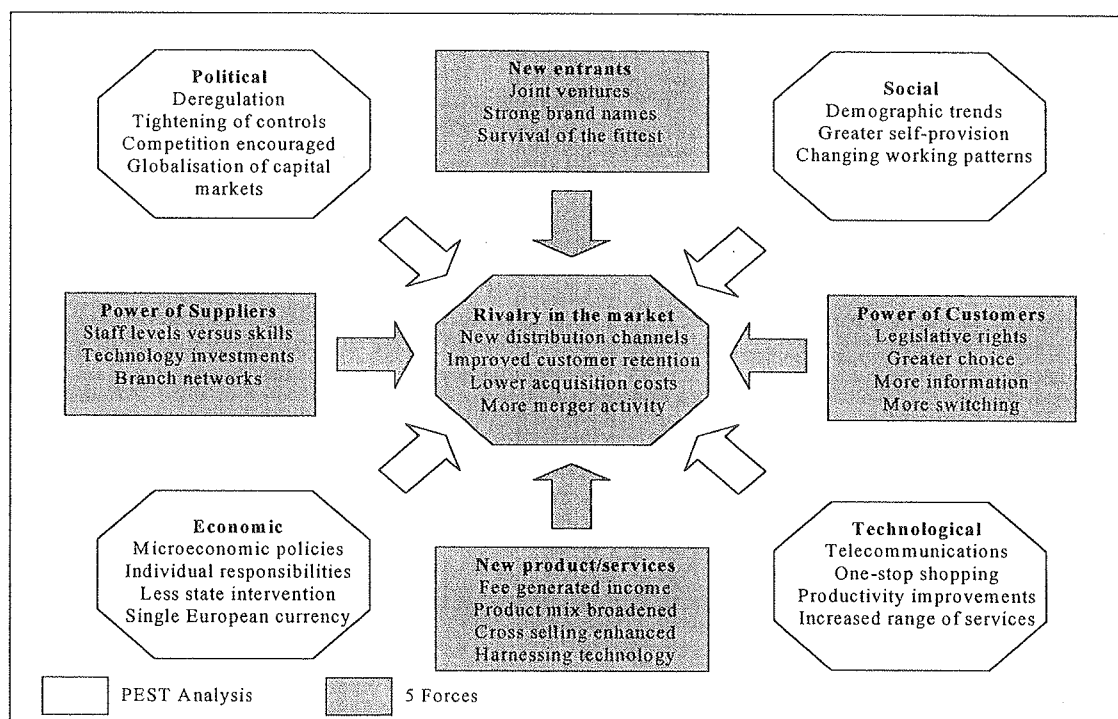 Political
Deregulation
Tightening of controls
Competition encouraged
Globalisation of capital
markets
New entrants
Joint ventures
Strong brand names
Survival of the fittest
Social
Demographic trends
Greater self-provision
Changing working patterns
Power of Suppliers
Staff levels versus skills
Technology investments
Branch networks
Rivalry in the market
New distribution channels
Improved customer retention
Lower acquisition costs
More merger activity
Power of Customers
Legislative rights
Greater choice
More information
More switching
Economic
Microeconomic policies
Individual responsibilities
Less state intervention
Single European currency
New product/services
Fee generated income
Product mix broadened
Cross selling enhanced
Harnessing technology
Technological
Telecommunications
One-stop shopping
Productivity improvements
Increased range of services
PEST Analysis
5 Forces